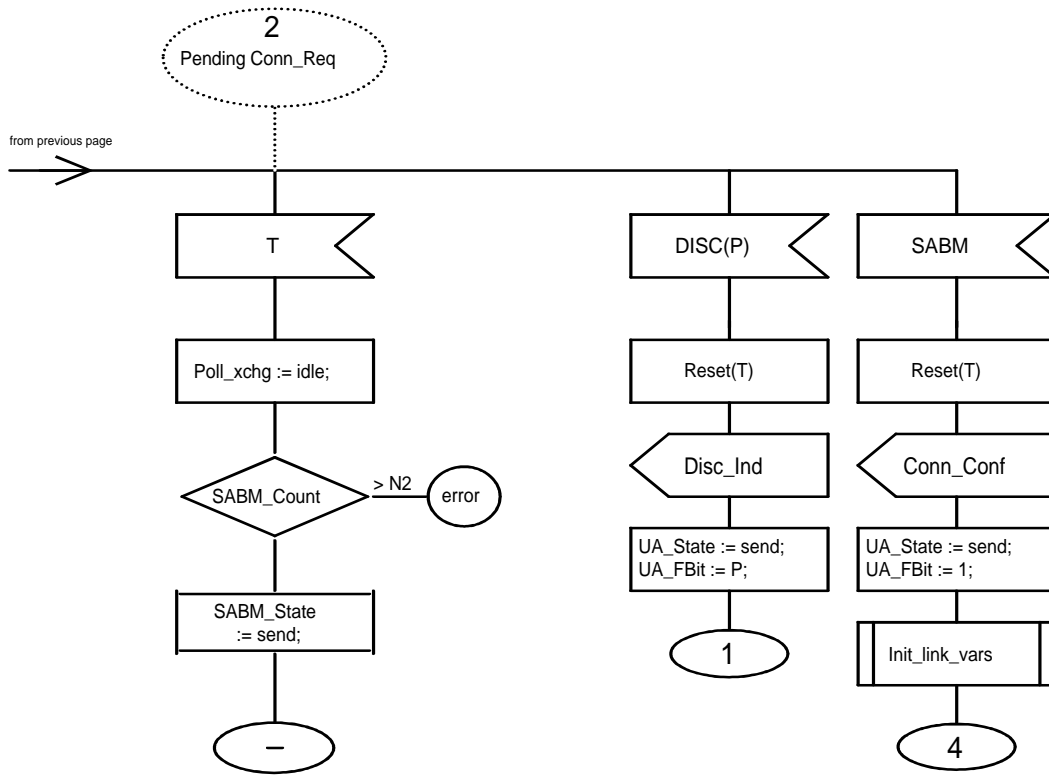 2
Pending Conn_Req
from previous page
T
DISC(P)
SABM
Poll_xchg := idle;
Reset(T)
Reset(T)
Disc_Ind
Conn_Conf
SABM_Count
> N2
error
UA_State := send;
UA_FBit := P;
UA_State := send;
UA_FBit := 1;
SABM_State
:= send;
1
Init_link_vars
–
4